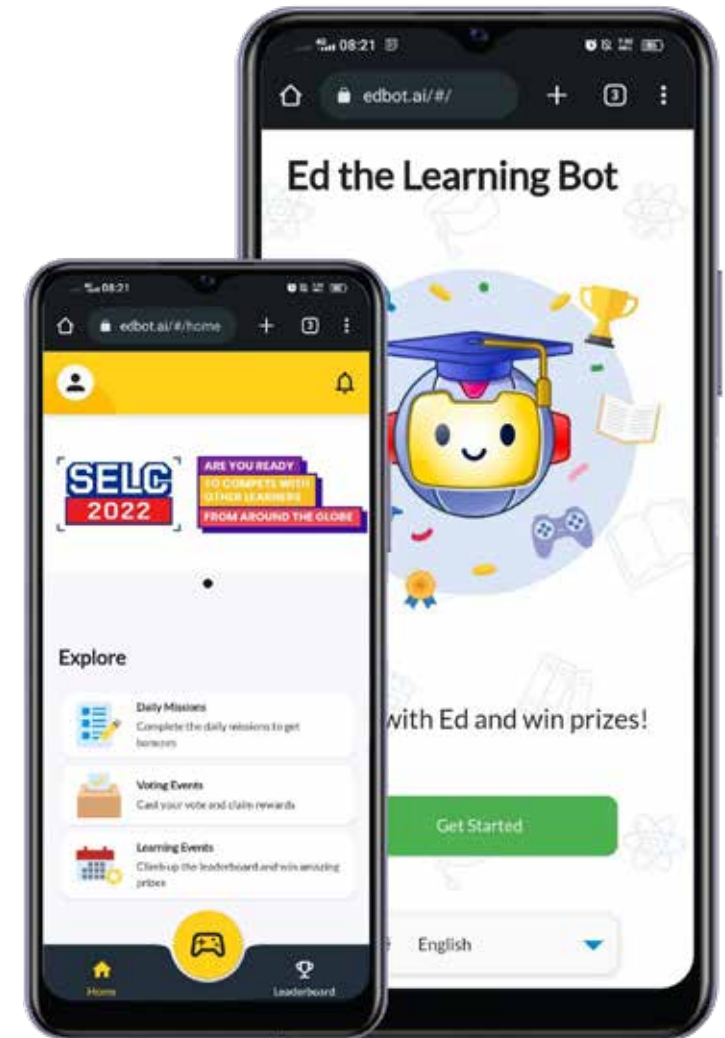 08:21
edbot.ai/#/
3
Ed the Learning Bot
with Ed and win prizes!
Get Started
English
08:21
edbot.ai/#/home
3
SELC
2022
ARE YOU READY
TO COMPETE WITH
OTHER LEARNERS
FROM AROUND THE GLOBE
Explore
Daily Missions
Complete the daily missions to get
bonuses
Voting Events
Cast your vote and claim rewards
Learning Events
Climb up the leaderboard and win amazing
prizes
Home
Leaderboard